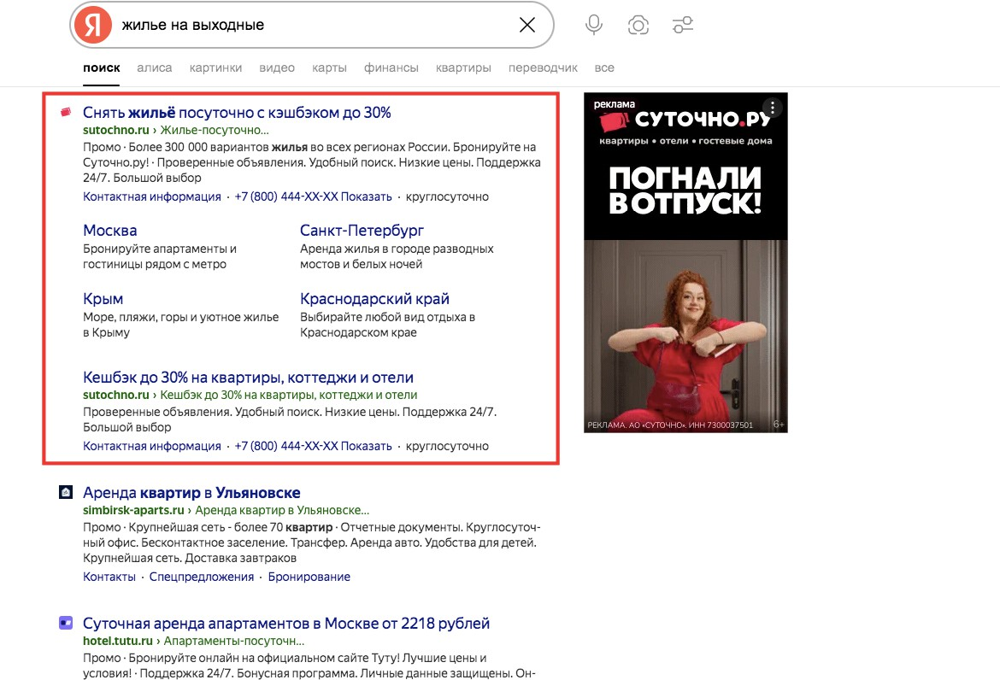 Я жилье на выходные
поиск алиса картинки видео карты финансы квартиры переводчик все
Снять жильё посуточно с кэшбэком до 30%
sutochno.ru › Жилье-посуточно...
Промо · Более 300 000 вариантов жилья во всех регионах России. Бронируйте на
Суточно.ру! · Проверенные объявления. Удобный поиск. Низкие цены. Поддержка
24/7. Большой выбор
Контактная информация · +7 (800) 444-XX-XX Показать · круглосуточно
Москва
Бронируйте апартаменты и
гостиницы рядом с метро
Санкт-Петербург
Аренда жилья в городе разводных
мостов и белых ночей
Крым
Море, пляжи, горы и уютное жилье
в Крыму
Краснодарский край
Выбирайте любой вид отдыха в
Краснодарском крае
Кешбэк до 30% на квартиры, коттеджи и отели
sutochno.ru › Кешбэк до 30% на квартиры, коттеджи и отели
Проверенные объявления. Удобный поиск. Низкие цены. Поддержка 24/7.
Большой выбор
Контактная информация · +7 (800) 444-XX-XX Показать · круглосуточно
Аренда квартир в Ульяновске
simbirsk-aparts.ru › Аренда квартир в Ульяновске...
Промо · Крупнейшая сеть - более 70 квартир · Отчетные документы. Круглосуточ-
ный офис. Бесконтактное заселение. Трансфер. Аренда авто. Удобства для детей.
Крупнейшая сеть. Доставка завтраков
Контакты · Спецпредложения · Бронирование
Суточная аренда апартаментов в Москве от 2218 рублей
hotel.tutu.ru › Апартаменты-посуточн...
Промо · Бронируйте онлайн на официальном сайте Туту! Лучшие цены и
условия! · Поддержка 24/7. Бонусная программа. Личные данные защищены. Он-
реклама
СУТОЧНО.РУ
квартиры • отели • гостевые дома
ПОГНАЛИ
В ОТПУСК!
РЕКЛАМА. АО «СУТОЧНО». ИНН 7300037501 6+